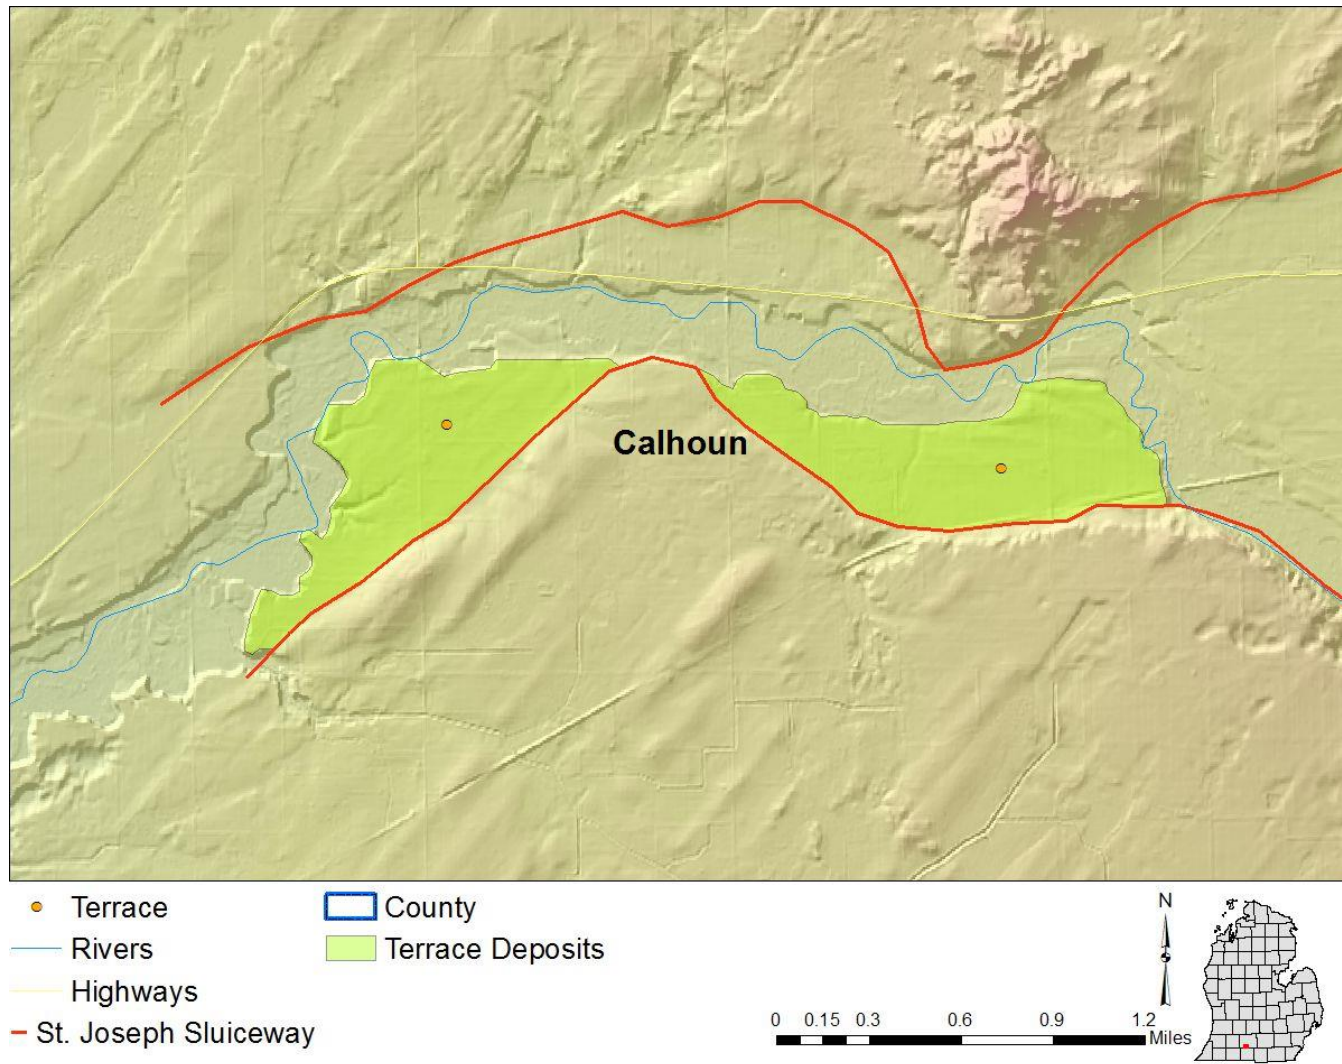 Calhoun
Terrace
County
Rivers
Terrace Deposits
Highways
St. Joseph Sluiceway
N
0 0.15 0.3 0.6 0.9 1.2
Miles